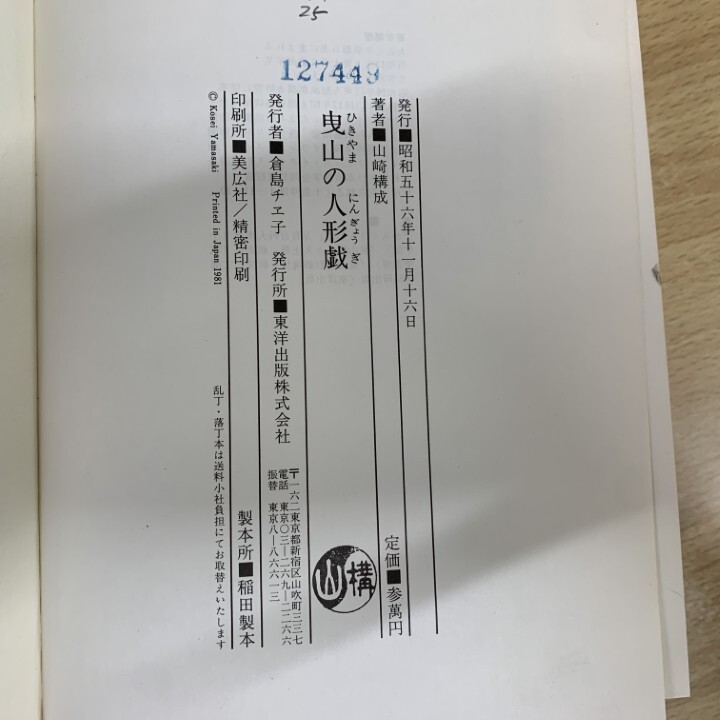 25
127449
発行■昭和五十六年十一月十六日
著者■山崎構成
定価■参萬円
ひきやま にんぎょうぎ
曳山の人形戯
構山
発行者■倉島チヱ子 発行所■東洋出版株式会社
〒一六二東京都新宿区山吹町三三七
電話 東京〇三―二六九―二二六六
振替 東京八―八六六一三
印刷所■美広社/精密印刷
製本所■稲田製本
乱丁・落丁本は送料小社負担にてお取替えいたします
© Kosei Yamasaki Printed in Japan 1981